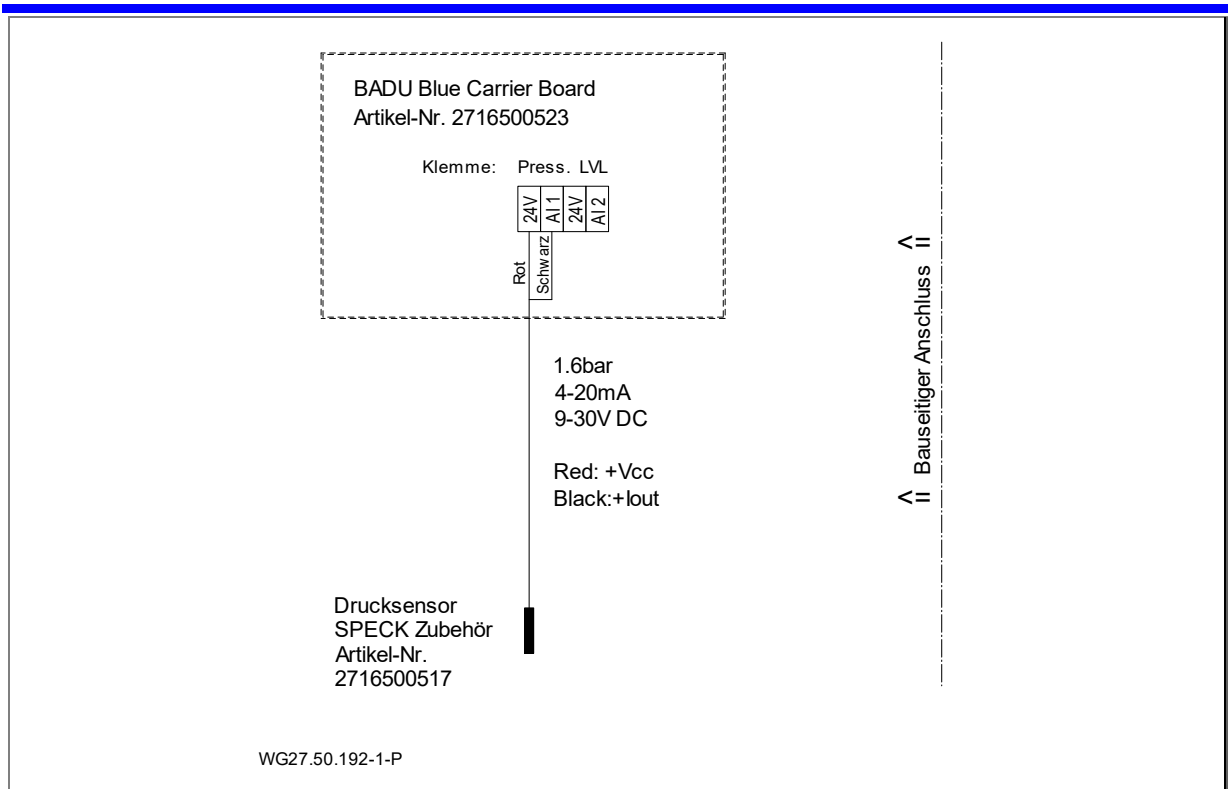 BADU Blue Carrier Board
Artikel-Nr. 2716500523
Klemme: Press. LVL
24V
AI 1
24V
AI 2
Rot
Schwarz
1.6bar
4-20mA
9-30V DC
Red: +Vcc
Black:+Iout
Drucksensor
SPECK Zubehör
Artikel-Nr.
2716500517
<= Bauseitiger Anschluss <=
WG27.50.192-1-P